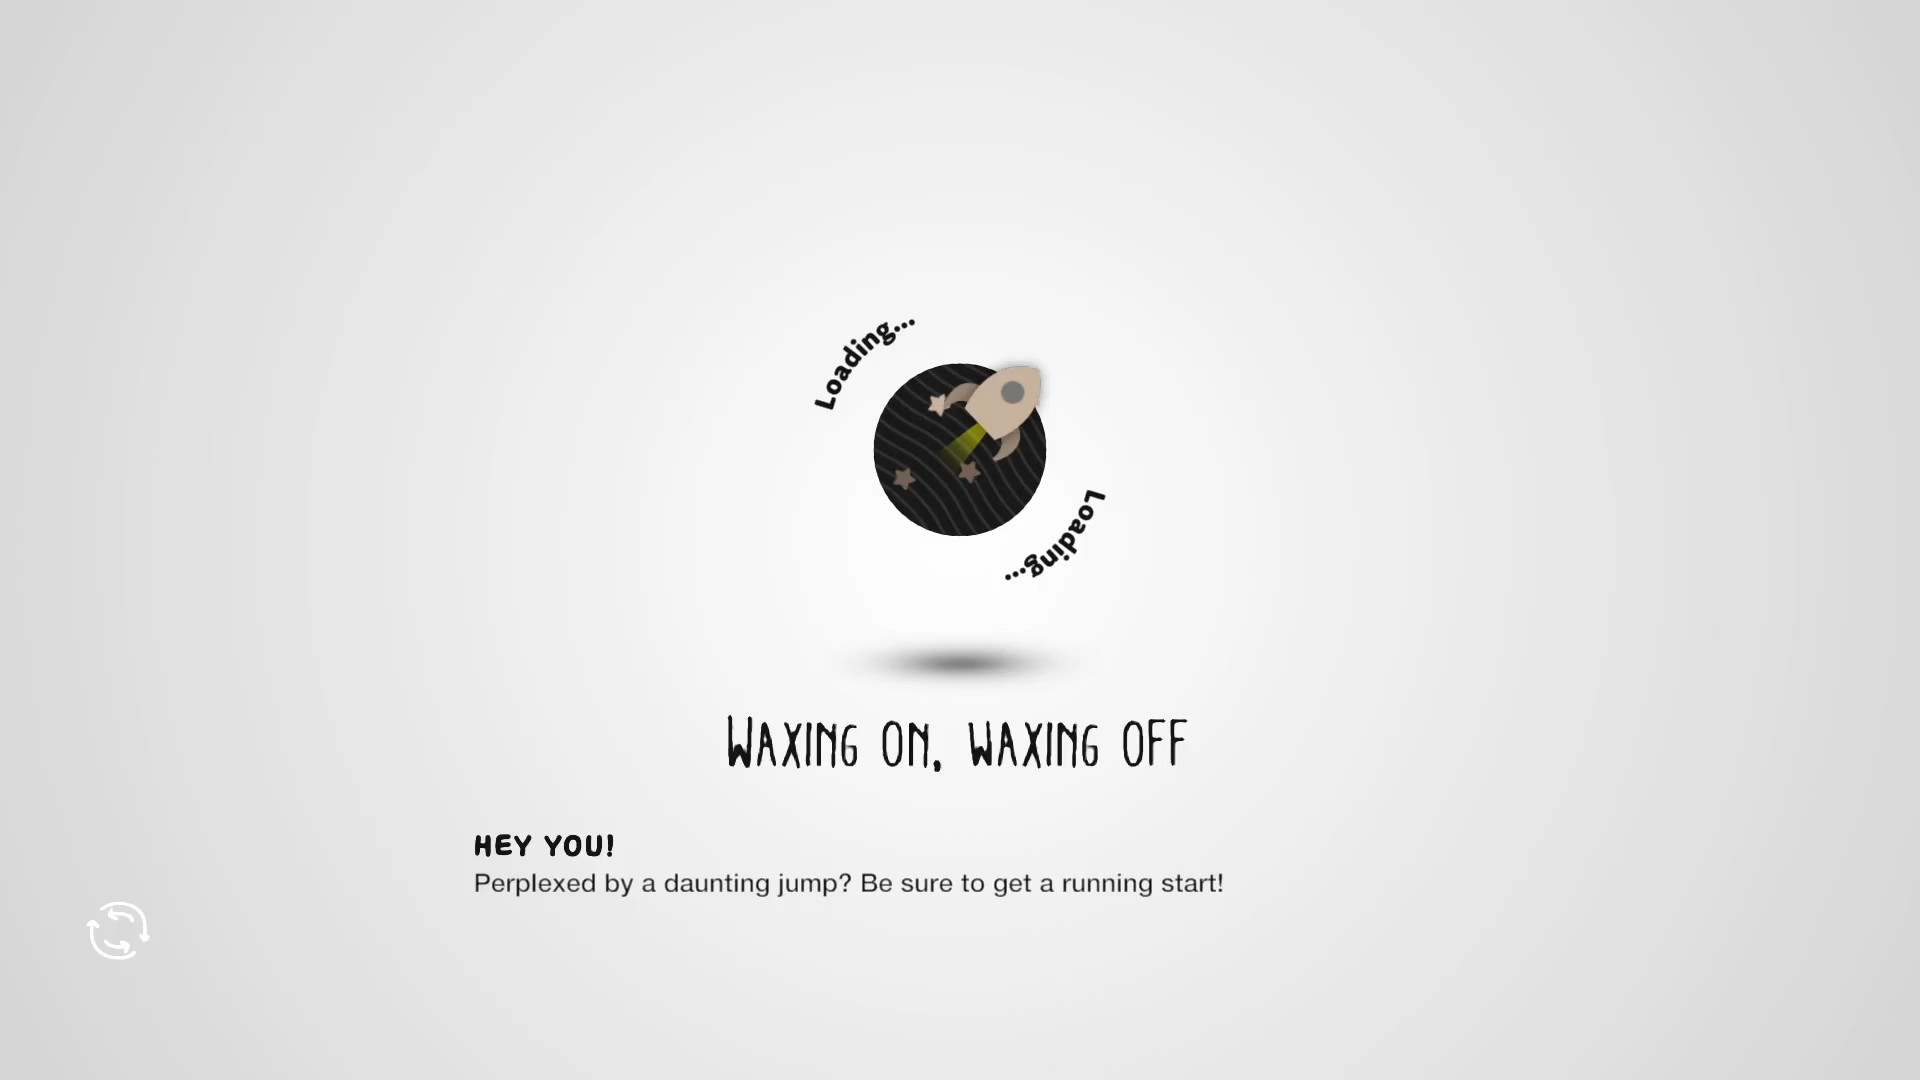 Loading...
Loading...
WAXING ON, WAXING OFF
HEY YOU!
Perplexed by a daunting jump? Be sure to get a running start!